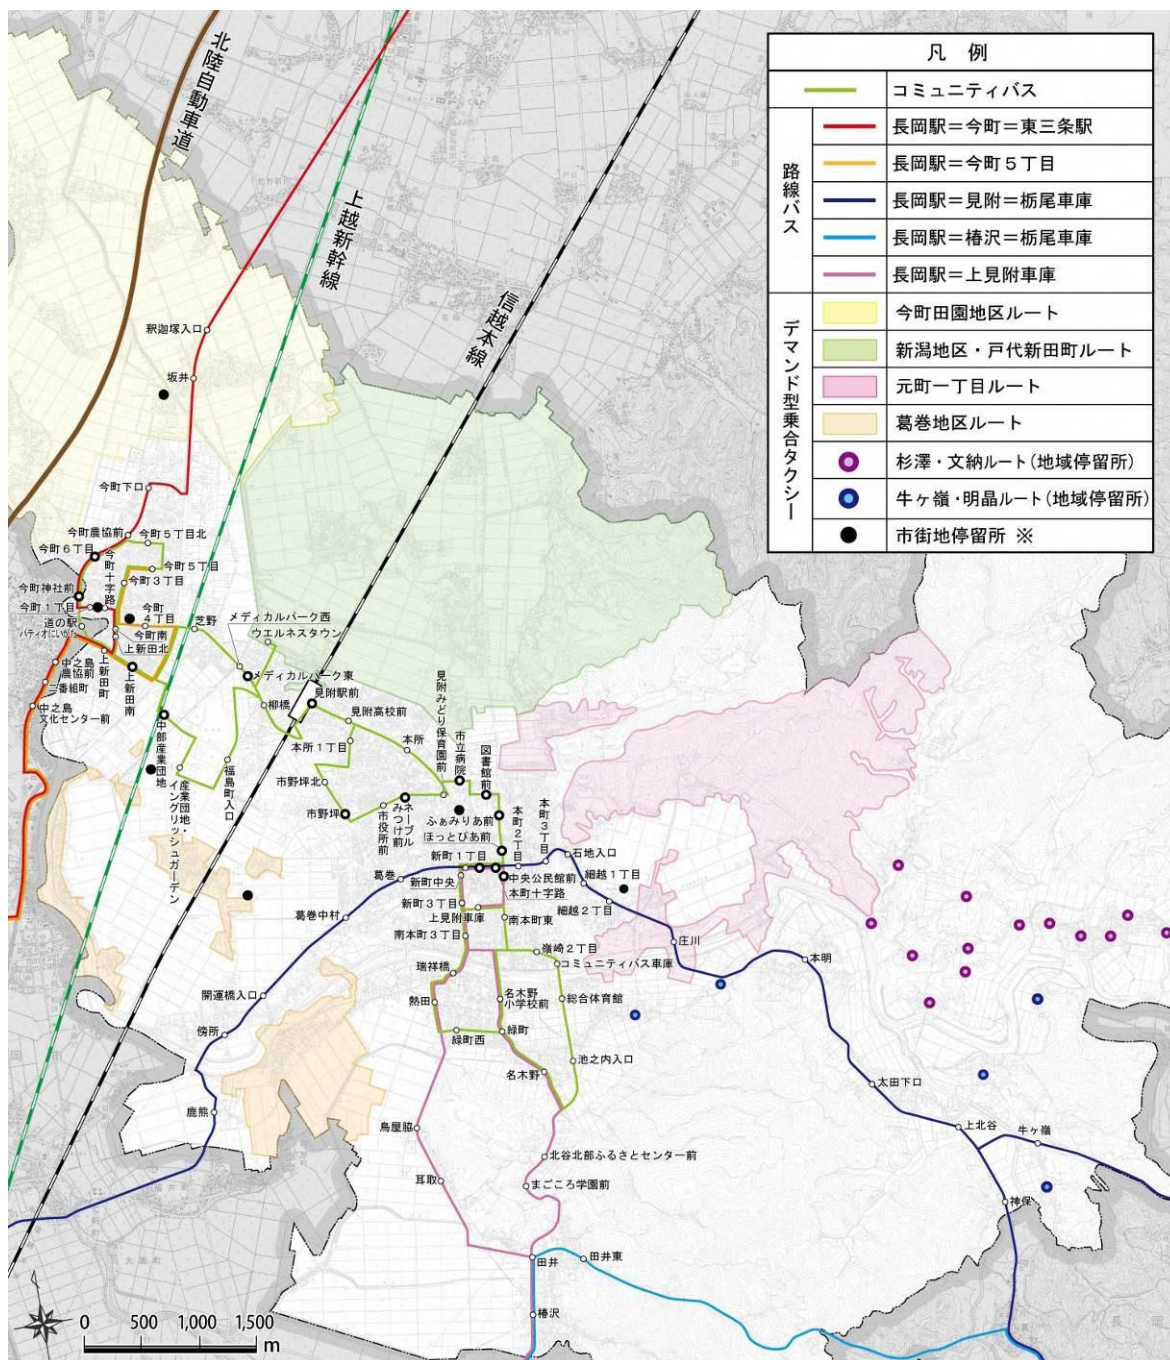 北陸自動車道
上越新幹線
信越本線
凡 例
コミュニティバス
路線バス
長岡駅＝今町＝東三条駅
長岡駅＝今町５丁目
長岡駅＝見附＝栃尾車庫
長岡駅＝椿沢＝栃尾車庫
長岡駅＝上見附車庫
デマンド型乗合タクシー
今町田園地区ルート
新潟地区・戸代新田町ルート
元町一丁目ルート
葛巻地区ルート
杉澤・文納ルート（地域停留所）
牛ヶ嶺・明晶ルート（地域停留所）
市街地停留所 ※
釈迦塚入口
坂井
今町下口
今町農協前
今町５丁目北
今町６丁目
今町十字路
今町５丁目
今町３丁目
今町神社前
今町１丁目
今町
４丁目
道の駅
パティオにいがた
今町南
上新田北
芝野
メディカルパーク西
ウエルネスタウン
メディカルパーク東
中之島
農協前
上新田町
上新田南
三番組町
中之島
文化センター前
中部産業団地
産業団地・
イングリッシュガーデン
福島町入口
柳橋
見附駅前
見附高校前
本所１丁目
本所
見附みどり保育園前
市立病院
図書館前
市野坪北
市野坪
市役所前
ネーブル
みつけ前
ふぁみりあ前
ほっとぴあ前
本町２丁目
本町３丁目
石地入口
新町１丁目
葛巻
新町中央
中央公民館前
本町十字路
細越１丁目
細越２丁目
葛巻中村
新町３丁目
上見附車庫
南本町東
南本町３丁目
庄川
本明
嶺崎２丁目
コミュニティバス車庫
瑞祥橋
開運橋入口
熱田
名木野
小学校前
総合体育館
傍所
緑町西
緑町
池之内入口
名木野
太田下口
鹿熊
鳥屋脇
上北谷
牛ヶ嶺
北谷北部ふるさとセンター前
耳取
まごころ学園前
神保
田井
田井東
椿沢
0 500 1,000 1,500
m